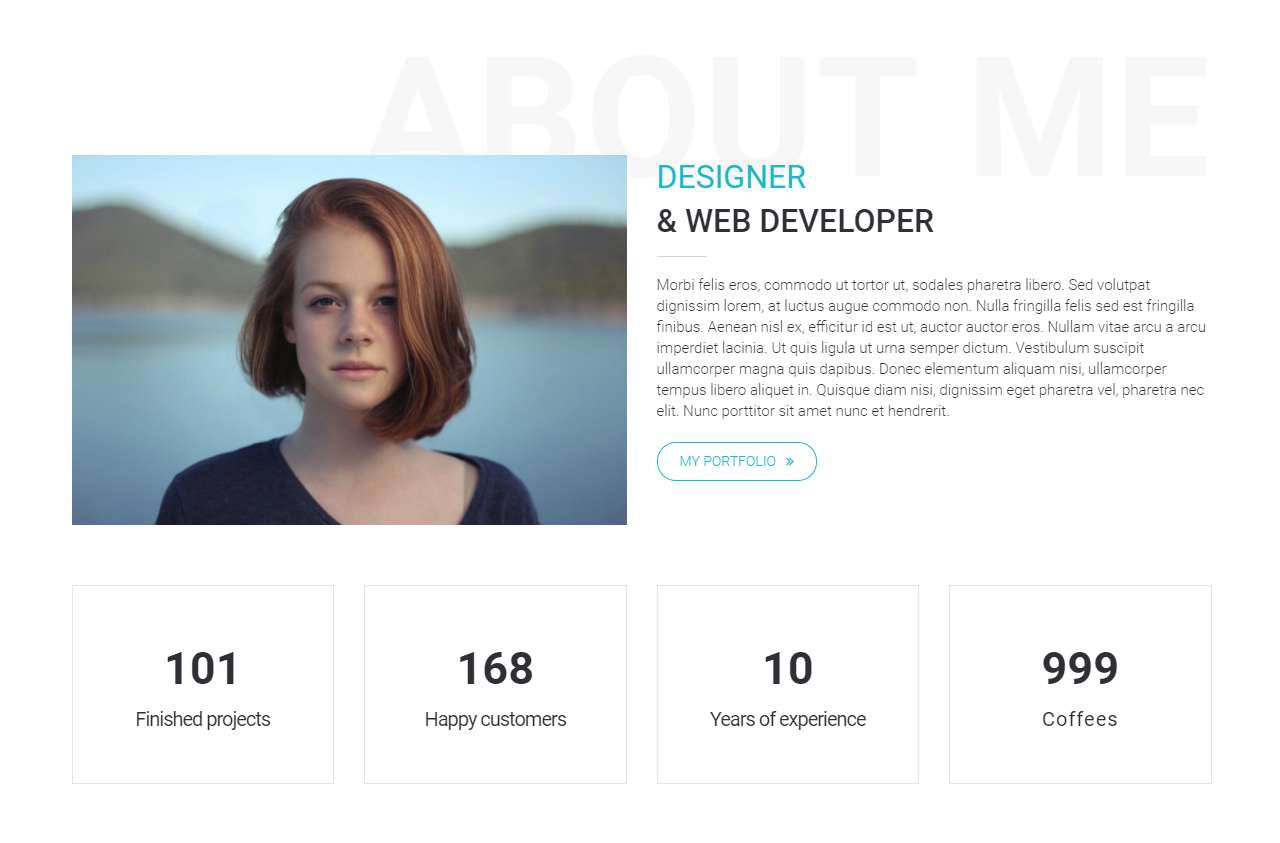 ABOUT ME
DESIGNER
& WEB DEVELOPER
Morbi felis eros, commodo ut tortor ut, sodales pharetra libero. Sed volutpat
dignissim lorem, at luctus augue commodo non. Nulla fringilla felis sed est fringilla
finibus. Aenean nisl ex, efficitur id est ut, auctor auctor eros. Nullam vitae arcu a arcu
imperdiet lacinia. Ut quis ligula ut urna semper dictum. Vestibulum suscipit
ullamcorper magna quis dapibus. Donec elementum aliquam nisi, ullamcorper
tempus libero aliquet in. Quisque diam nisi, dignissim eget pharetra vel, pharetra nec
elit. Nunc porttitor sit amet nunc et hendrerit.
MY PORTFOLIO »
101
Finished projects
168
Happy customers
10
Years of experience
999
Coffees